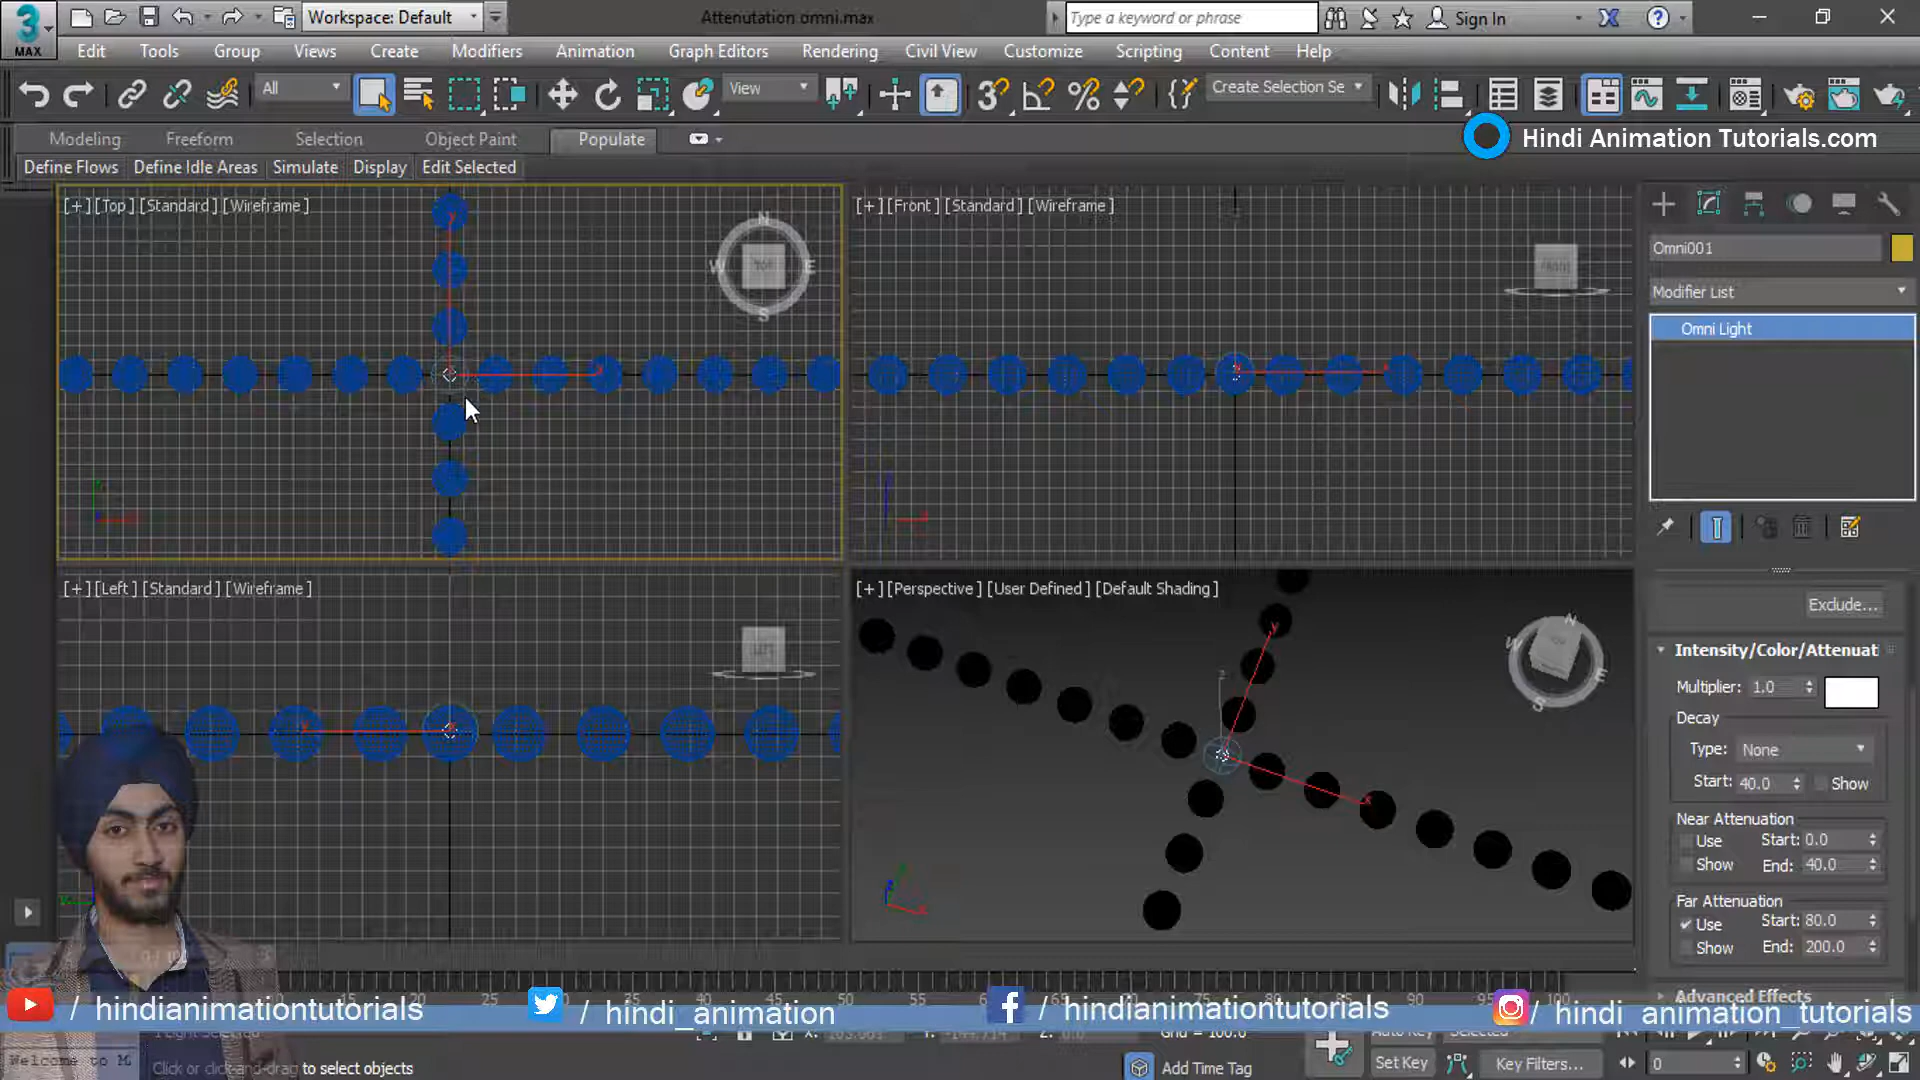 3
MAX
Workspace: Default
Attenutation omni.max
Type a keyword or phrase
Sign In
Edit
Tools
Group
Views
Create
Modifiers
Animation
Graph Editors
Rendering
Civil View
Customize
Scripting
Content
Help
All
View
Create Selection Se
Modeling
Freeform
Selection
Object Paint
Populate
Hindi Animation Tutorials.com
Define Flows
Define Idle Areas
Simulate
Display
Edit Selected
[+][Top][Standard][Wireframe]
[+][Front][Standard][Wireframe]
Omni001
Modifier List
Omni Light
[+][Left][Standard][Wireframe]
[+][Perspective][User Defined][Default Shading]
Exclude...
Intensity/Color/Attenuat
Multiplier: 1.0
Decay
Type: None
Start: 40.0
Show
Near Attenuation
Use
Start: 0.0
Show
End: 40.0
Far Attenuation
Use
Start: 80.0
Show
End: 200.0
Advanced Effects
/ hindianimationtutorials
/ hindi_animation
/ hindianimationtutorials
/ hindi_animation_tutorials
Welcome to M
Click or click-and-drag to select objects
Add Time Tag
Set Key
Key Filters...
0